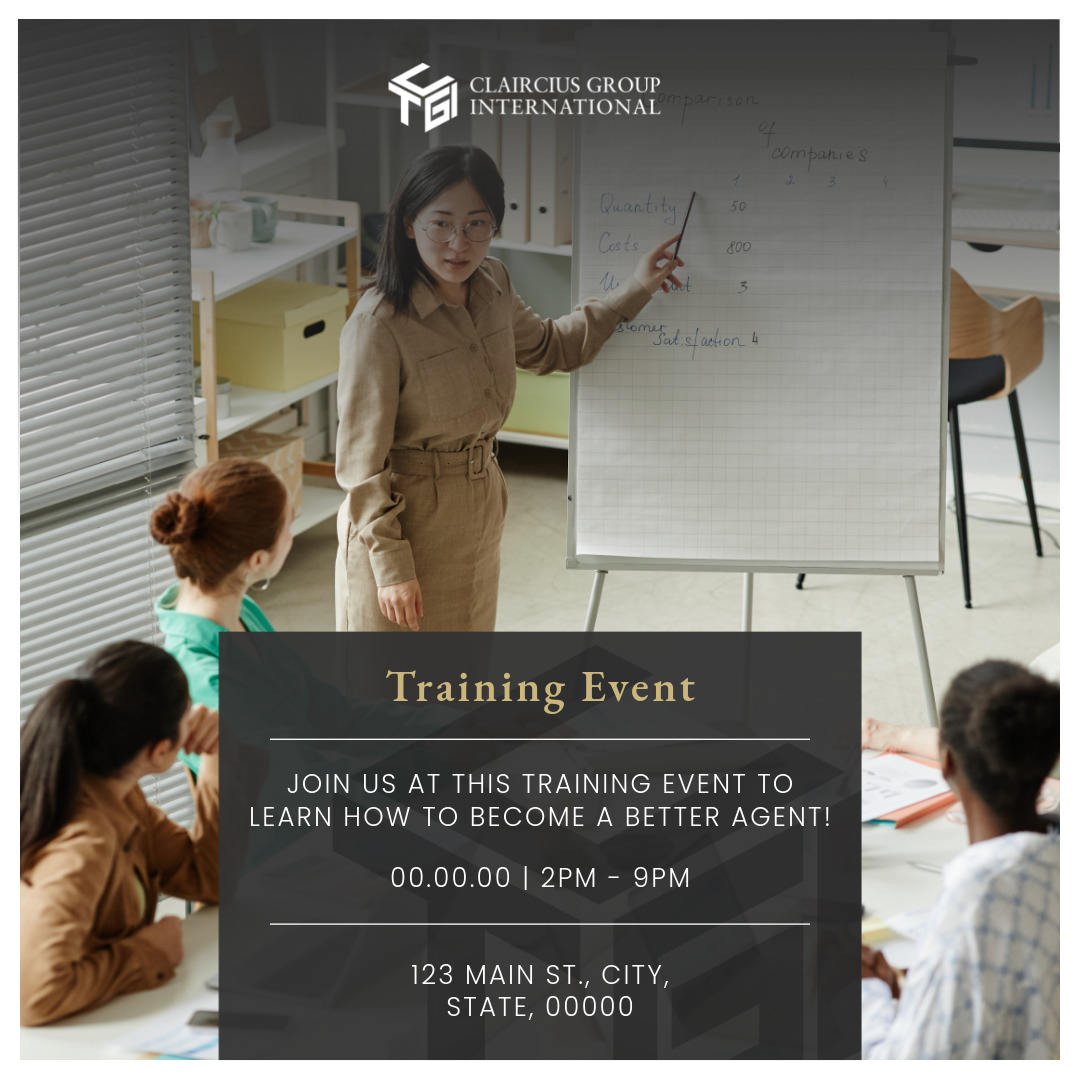 CLAIRCIUS GROUP
INTERNATIONAL
omparison
of
companies
1 2 3 4
Quantity 50
Costs 800
3
Satisfaction 4
Training Event
JOIN US AT THIS TRAINING EVENT TO
LEARN HOW TO BECOME A BETTER AGENT!
00.00.00 | 2PM - 9PM
123 MAIN ST., CITY,
STATE, 00000